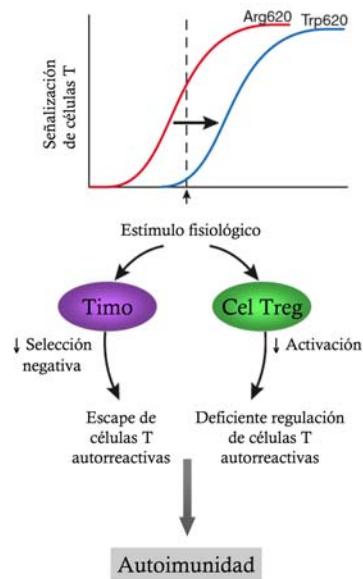 Arg620
Trp620
Señalización
de células T
Estímulo fisiológico
Timo
Cel Treg
↓ Selección
negativa
↓ Activación
Escape de
células T
autorreactivas
Deficiente regulación
de células T
autorreactivas
Autoimunidad